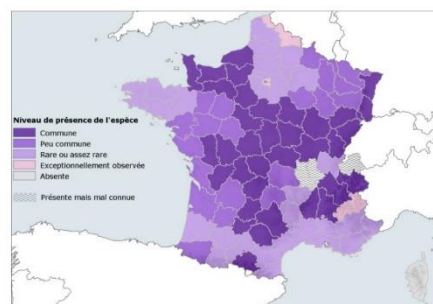 Niveau de présence de l'espèce
Commune
Peu commune
Rare ou assez rare
Exceptionnellement observée
Absente
Présente mais mal connue